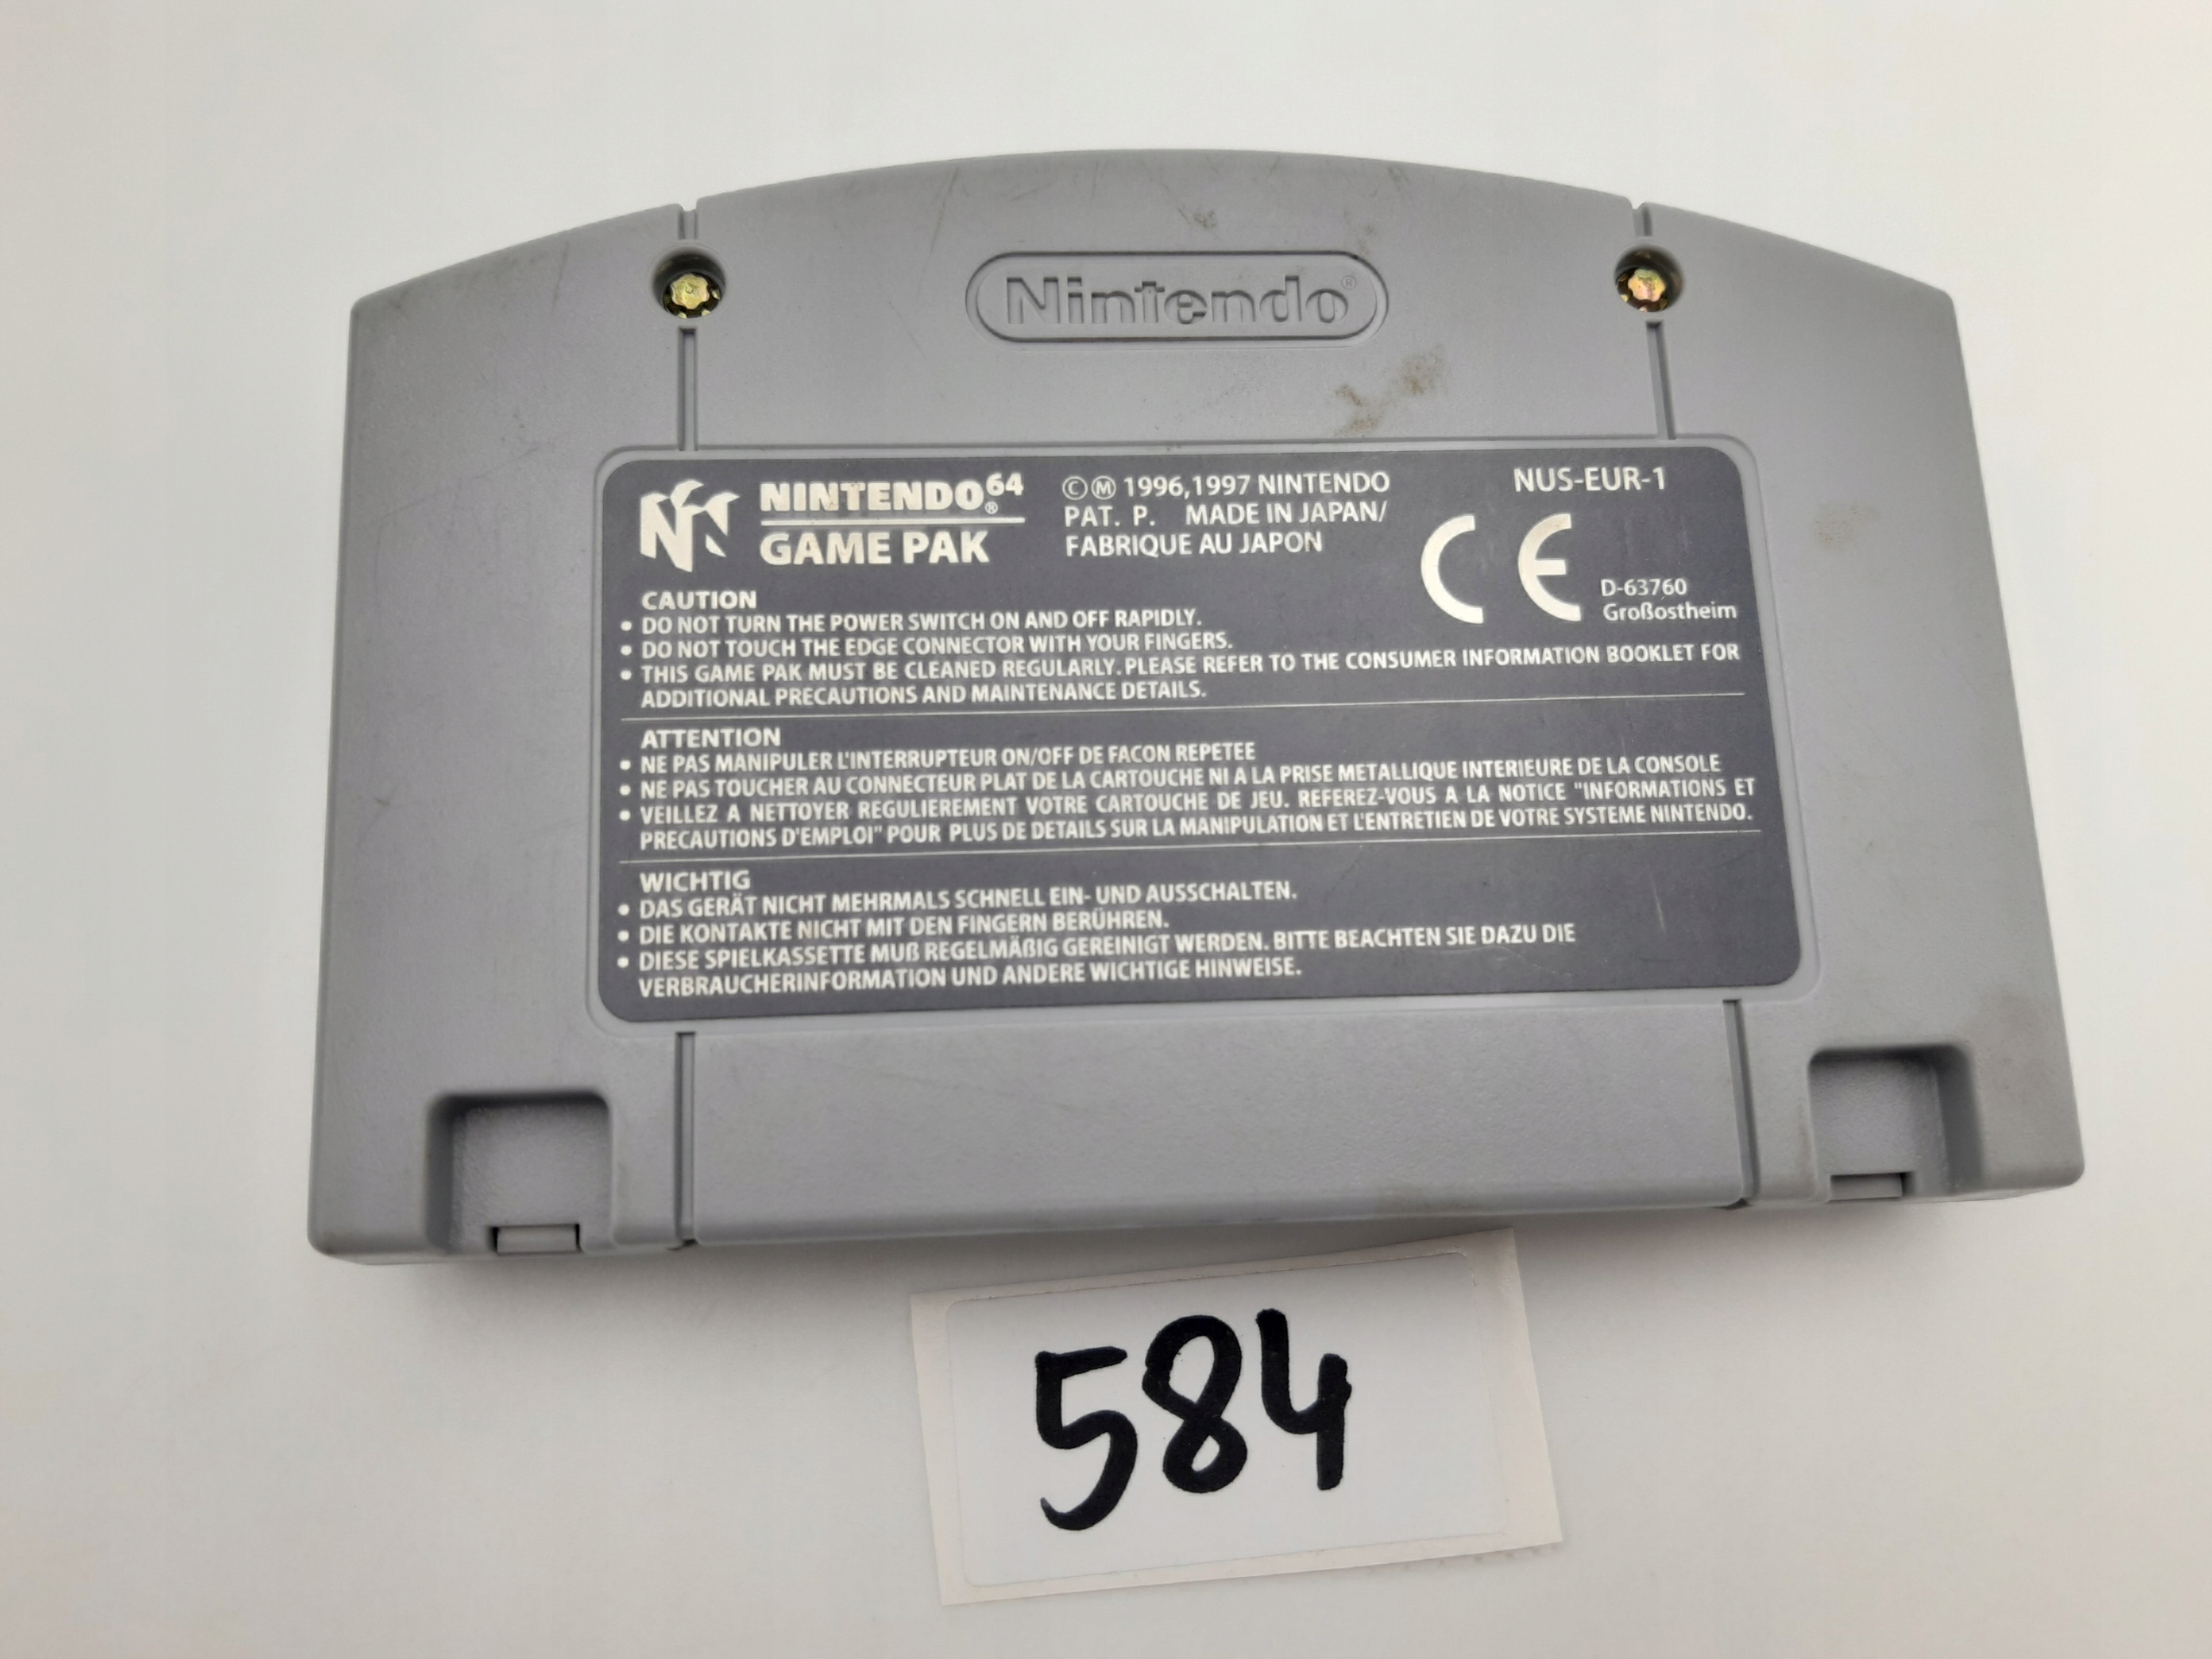 Nintendo®
NINTENDO64®
GAME PAK
©Ⓜ 1996,1997 NINTENDO
PAT. P. MADE IN JAPAN/
FABRIQUE AU JAPON
NUS-EUR-1
CE
D-63760
Großostheim
CAUTION
• DO NOT TURN THE POWER SWITCH ON AND OFF RAPIDLY.
• DO NOT TOUCH THE EDGE CONNECTOR WITH YOUR FINGERS.
• THIS GAME PAK MUST BE CLEANED REGULARLY. PLEASE REFER TO THE CONSUMER INFORMATION BOOKLET FOR
ADDITIONAL PRECAUTIONS AND MAINTENANCE DETAILS.
ATTENTION
• NE PAS MANIPULER L'INTERRUPTEUR ON/OFF DE FACON REPETEE
• NE PAS TOUCHER AU CONNECTEUR PLAT DE LA CARTOUCHE NI A LA PRISE METALLIQUE INTERIEURE DE LA CONSOLE
• VEILLEZ A NETTOYER REGULIEREMENT VOTRE CARTOUCHE DE JEU. REFEREZ-VOUS A LA NOTICE "INFORMATIONS ET
PRECAUTIONS D'EMPLOI" POUR PLUS DE DETAILS SUR LA MANIPULATION ET L'ENTRETIEN DE VOTRE SYSTEME NINTENDO.
WICHTIG
• DAS GERÄT NICHT MEHRMALS SCHNELL EIN- UND AUSSCHALTEN.
• DIE KONTAKTE NICHT MIT DEN FINGERN BERÜHREN.
• DIESE SPIELKASSETTE MUß REGELMÄßIG GEREINIGT WERDEN. BITTE BEACHTEN SIE DAZU DIE
VERBRAUCHERINFORMATION UND ANDERE WICHTIGE HINWEISE.
584